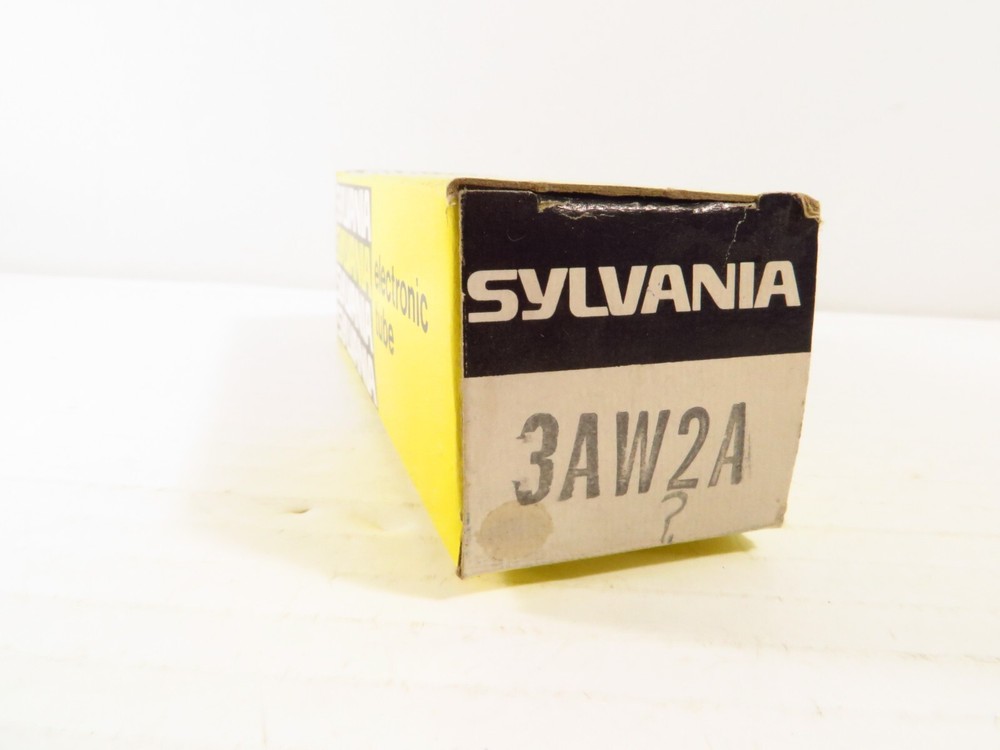 SYLVANIA
3AW2A
?
electronic
tube